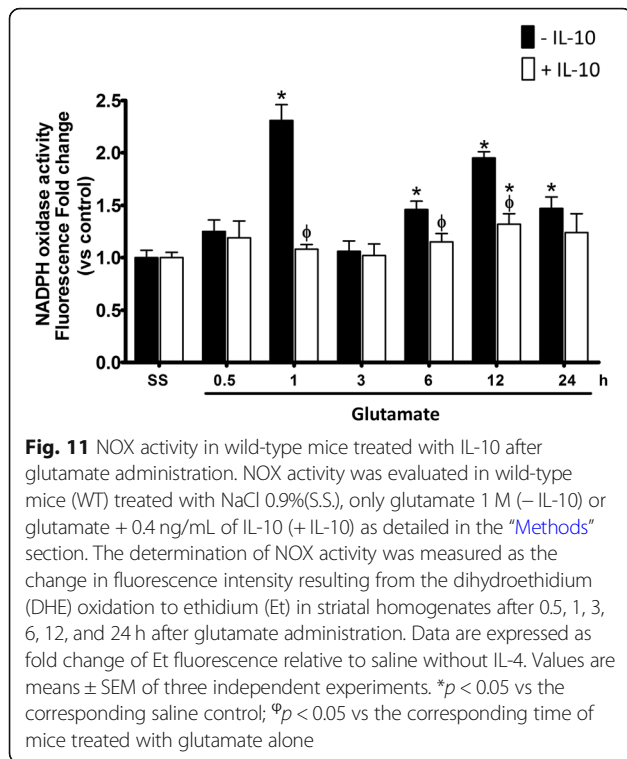 - IL-10
+ IL-10
NADPH oxidase activity
Fluorescence Fold change
(vs control)
2.5
2.0
1.5
1.0
0.5
0.0
*
ϕ
*
ϕ
*
*
ϕ
*
SS 0.5 1 3 6 12 24 h
Glutamate
Fig. 11 NOX activity in wild-type mice treated with IL-10 after
glutamate administration. NOX activity was evaluated in wild-type
mice (WT) treated with NaCl 0.9%(S.S.), only glutamate 1 M (− IL-10) or
glutamate + 0.4 ng/mL of IL-10 (+ IL-10) as detailed in the “Methods”
section. The determination of NOX activity was measured as the
change in fluorescence intensity resulting from the dihydroethidium
(DHE) oxidation to ethidium (Et) in striatal homogenates after 0.5, 1, 3,
6, 12, and 24 h after glutamate administration. Data are expressed as
fold change of Et fluorescence relative to saline without IL-4. Values are
means ± SEM of three independent experiments. *p < 0.05 vs the
corresponding saline control; φp < 0.05 vs the corresponding time of
mice treated with glutamate alone